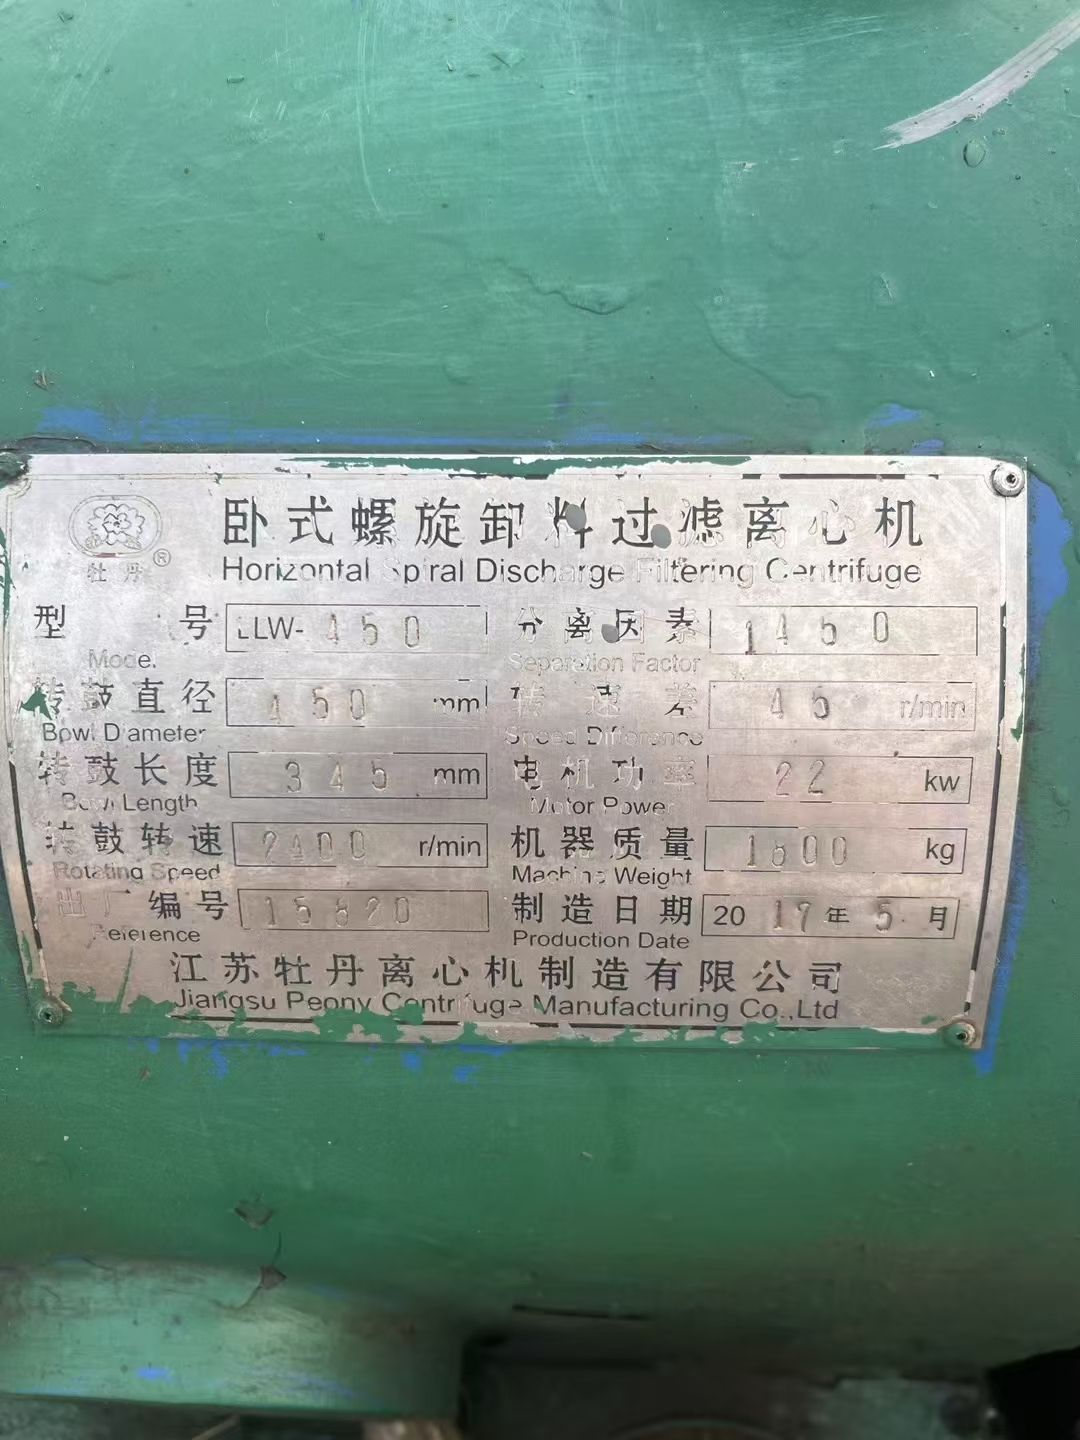 牡丹®
卧式螺旋卸料过滤离心机
Horizontal Spiral Discharge Filtering Centrifuge
型号 LLW-450 分离因素 1450
Model Separation Factor
转鼓直径 450 mm 转速差 45 r/min
Bowl Diameter Speed Difference
转鼓长度 345 mm 电机功率 22 kw
Bowl Length Motor Power
转鼓转速 2400 r/min 机器质量 kg
Rotating Speed Machine Weight
出厂编号 15820 制造日期 2017年5月
Reference Production Date
江苏牡丹离心机制造有限公司
Jiangsu Peony Centrifuge Manufacturing Co.,Ltd